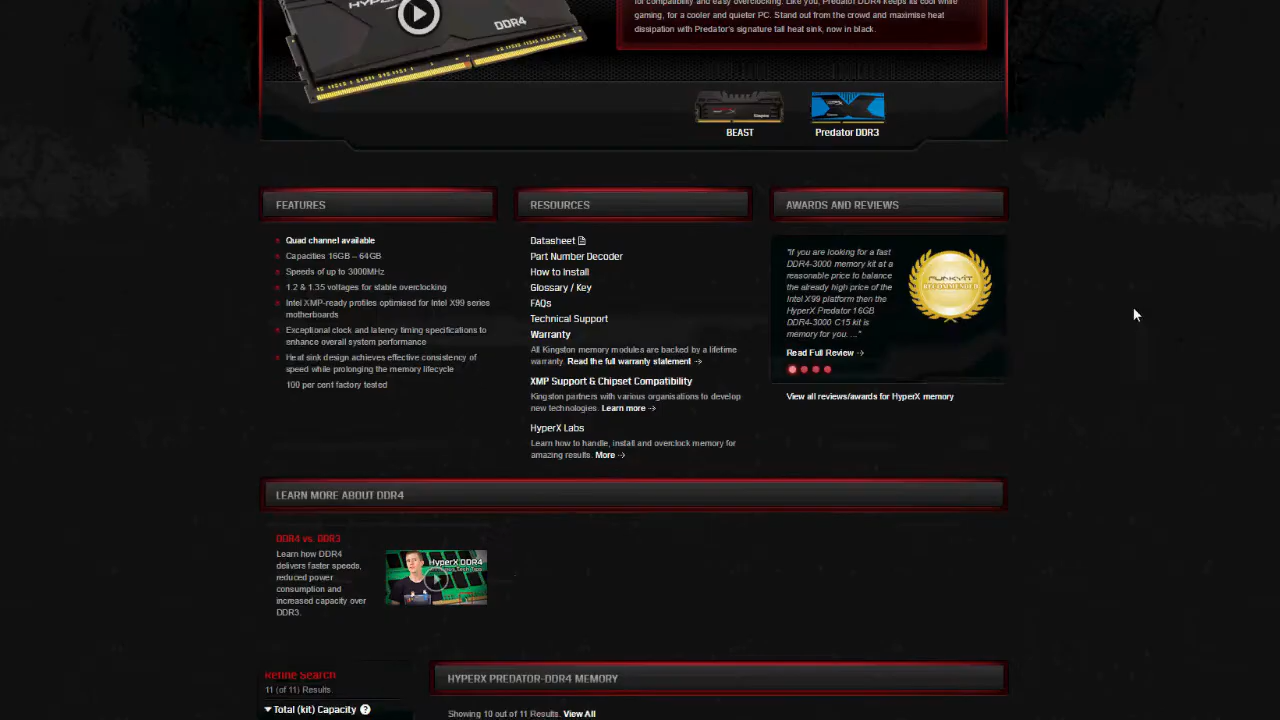 for compatibility and easy overclocking. Like you, Predator DDR4 keeps its cool while
gaming, for a cooler and quieter PC. Stand out from the crowd and maximise heat
dissipation with Predator's signature tall heat sink, now in black.
DDR4
BEAST
Predator DDR3
FEATURES
Quad channel available
Capacities 16GB – 64GB
Speeds of up to 3000MHz
1.2 & 1.35 voltages for stable overclocking
Intel XMP-ready profiles optimised for Intel X99 series
motherboards
Exceptional clock and latency timing specifications to
enhance overall system performance
Heat sink design achieves effective consistency of
speed while prolonging the memory lifecycle
100 per cent factory tested
RESOURCES
Datasheet
Part Number Decoder
How to Install
Glossary / Key
FAQs
Technical Support
Warranty
All Kingston memory modules are backed by a lifetime
warranty. Read the full warranty statement →
XMP Support & Chipset Compatibility
Kingston partners with various organisations to develop
new technologies. Learn more →
HyperX Labs
Learn how to handle, install and overclock memory for
amazing results. More →
AWARDS AND REVIEWS
"If you are looking for a fast
DDR4-3000 memory kit at a
reasonable price to balance
the already high price of the
Intel X99 platform then the
HyperX Predator 16GB
DDR4-3000 C15 kit is
memory for you. ..."
FUNKYKIT
RECOMMENDED
Read Full Review →
View all reviews/awards for HyperX memory
LEARN MORE ABOUT DDR4
DDR4 vs. DDR3
Learn how DDR4
delivers faster speeds,
reduced power
consumption and
increased capacity over
DDR3.
HyperX DDR4
Refine Search
11 (of 11) Results.
Total (kit) Capacity ?
HYPERX PREDATOR-DDR4 MEMORY
Showing 10 out of 11 Results. View All